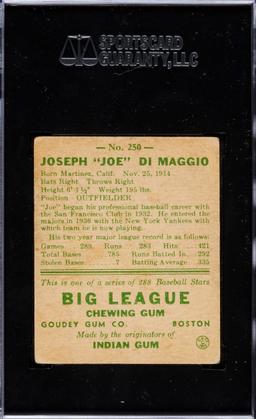 SPORTSCARD
GUARANTY, LLC
— No. 250 —
JOSEPH "JOE" DI MAGGIO
Born Martinez, Calif. Nov. 25, 1914
Bats Right Throws Right
Height 6' 1½" Weight 195 lbs.
Position — OUTFIELDER
"Joe" began his professional baseball career with
the San Francisco Club in 1932. He entered the
majors in 1936 with the New York Yankees with
which team he is now playing.
His two year major league record is as follows:
Games 289 Runs 283 Hits 421
Total Bases 785 Runs Batted In 292
Stolen Bases 7 Batting Average 335
This is one of a series of 288 Baseball Stars
BIG LEAGUE
CHEWING GUM
GOUDEY GUM CO. BOSTON
Made by the originators of
INDIAN GUM